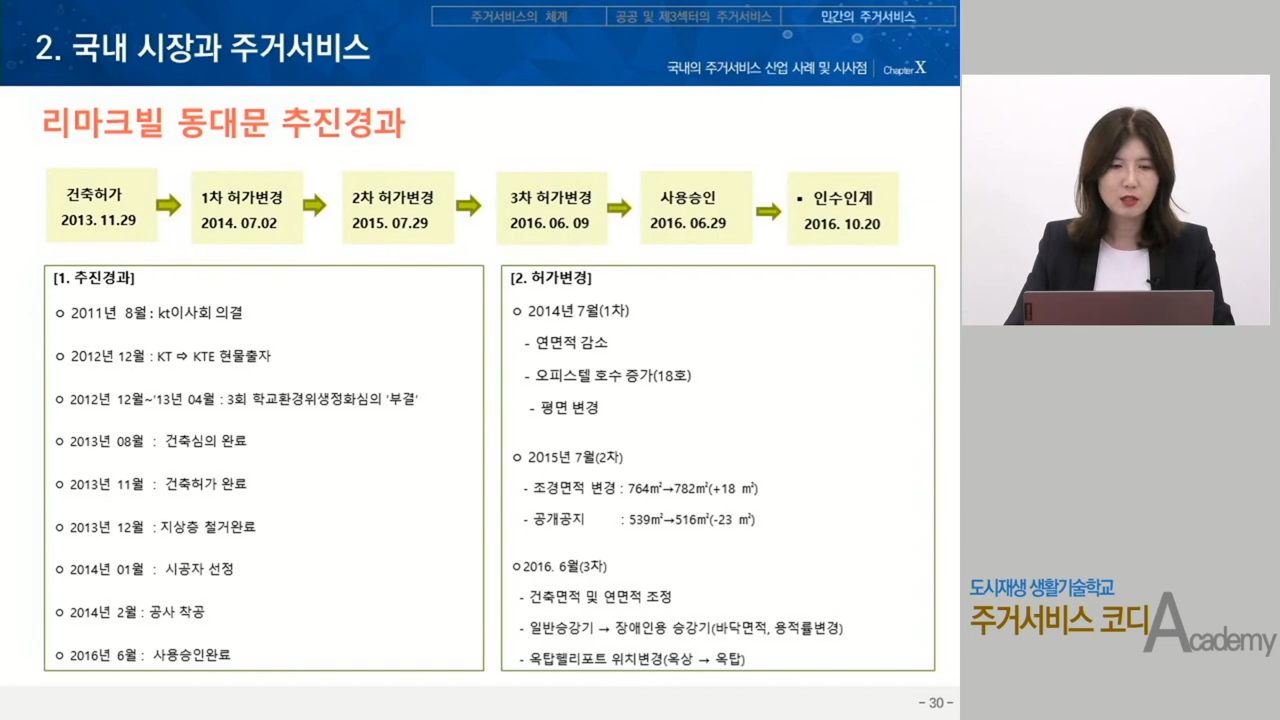 주거서비스의 체계
공공 및 제3섹터의 주거서비스
민간의 주거서비스
2. 국내 시장과 주거서비스
국내의 주거서비스 산업 사례 및 시사점
Chapter X
리마크빌 동대문 추진경과
건축허가
2013. 11.29
1차 허가변경
2014. 07.02
2차 허가변경
2015. 07.29
3차 허가변경
2016. 06. 09
사용승인
2016. 06.29
▪ 인수인계
2016. 10.20
[1. 추진경과]
ㅇ 2011년 8월 : kt이사회 의결
ㅇ 2012년 12월 : KT ⇨ KTE 현물출자
ㅇ 2012년 12월~'13년 04월 : 3회 학교환경위생정화심의 '부결'
ㅇ 2013년 08월 : 건축심의 완료
ㅇ 2013년 11월 : 건축허가 완료
ㅇ 2013년 12월 : 지상층 철거완료
ㅇ 2014년 01월 : 시공자 선정
ㅇ 2014년 2월 : 공사 착공
ㅇ 2016년 6월 : 사용승인완료
[2. 허가변경]
ㅇ 2014년 7월(1차)
- 연면적 감소
- 오피스텔 호수 증가(18호)
- 평면 변경
ㅇ 2015년 7월(2차)
- 조경면적 변경 : 764㎡→782㎡(+18 ㎡)
- 공개공지 : 539㎡→516㎡(-23 ㎡)
ㅇ2016. 6월(3차)
- 건축면적 및 연면적 조정
- 일반승강기 → 장애인용 승강기(바닥면적, 용적률변경)
- 옥탑헬리포트 위치변경(옥상 → 옥탑)
- 30 -
도시재생 생활기술학교
주거서비스 코디 Academy